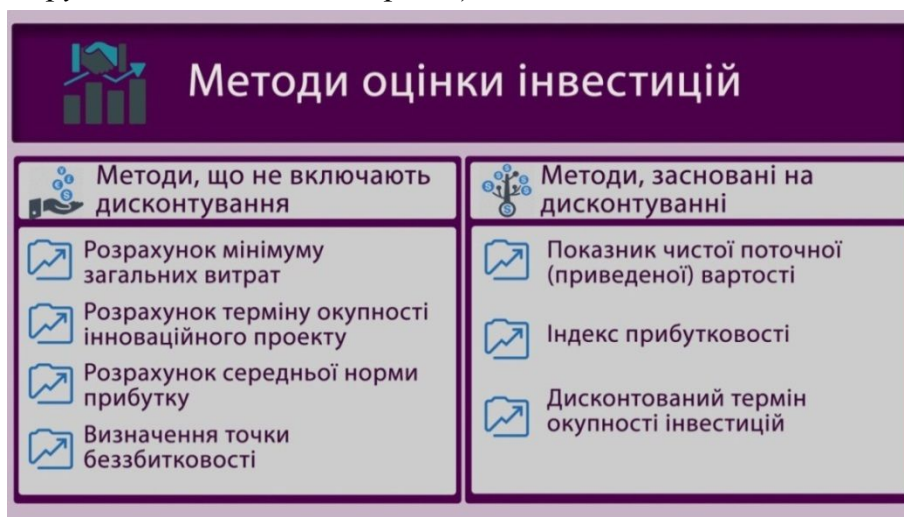 Методи оцінки інвестицій
Методи, що не включають
дисконтування
Розрахунок мінімуму
загальних витрат
Розрахунок терміну окупності
інноваційного проекту
Розрахунок середньої норми
прибутку
Визначення точки
беззбитковості
Методи, засновані на
дисконтуванні
Показник чистої поточної
(приведеної) вартості
Індекс прибутковості
Дисконтований термін
окупності інвестицій